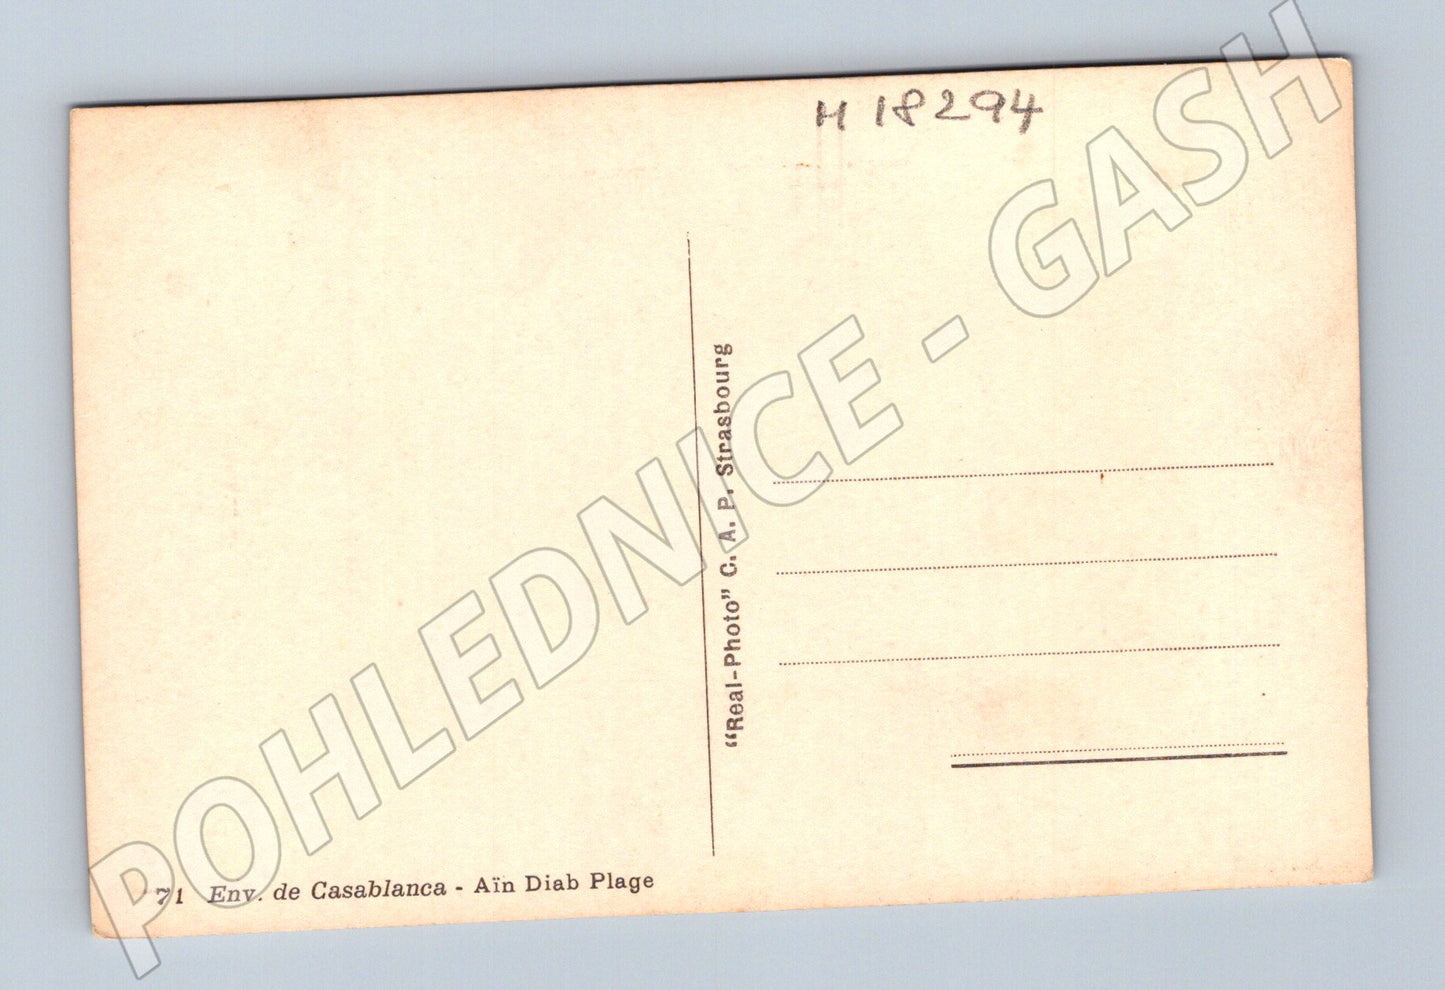 H 18294
"Real-Photo" C. A. P. Strasbourg
71 Env. de Casablanca - Aïn Diab Plage
POHLEDNICE - GASH